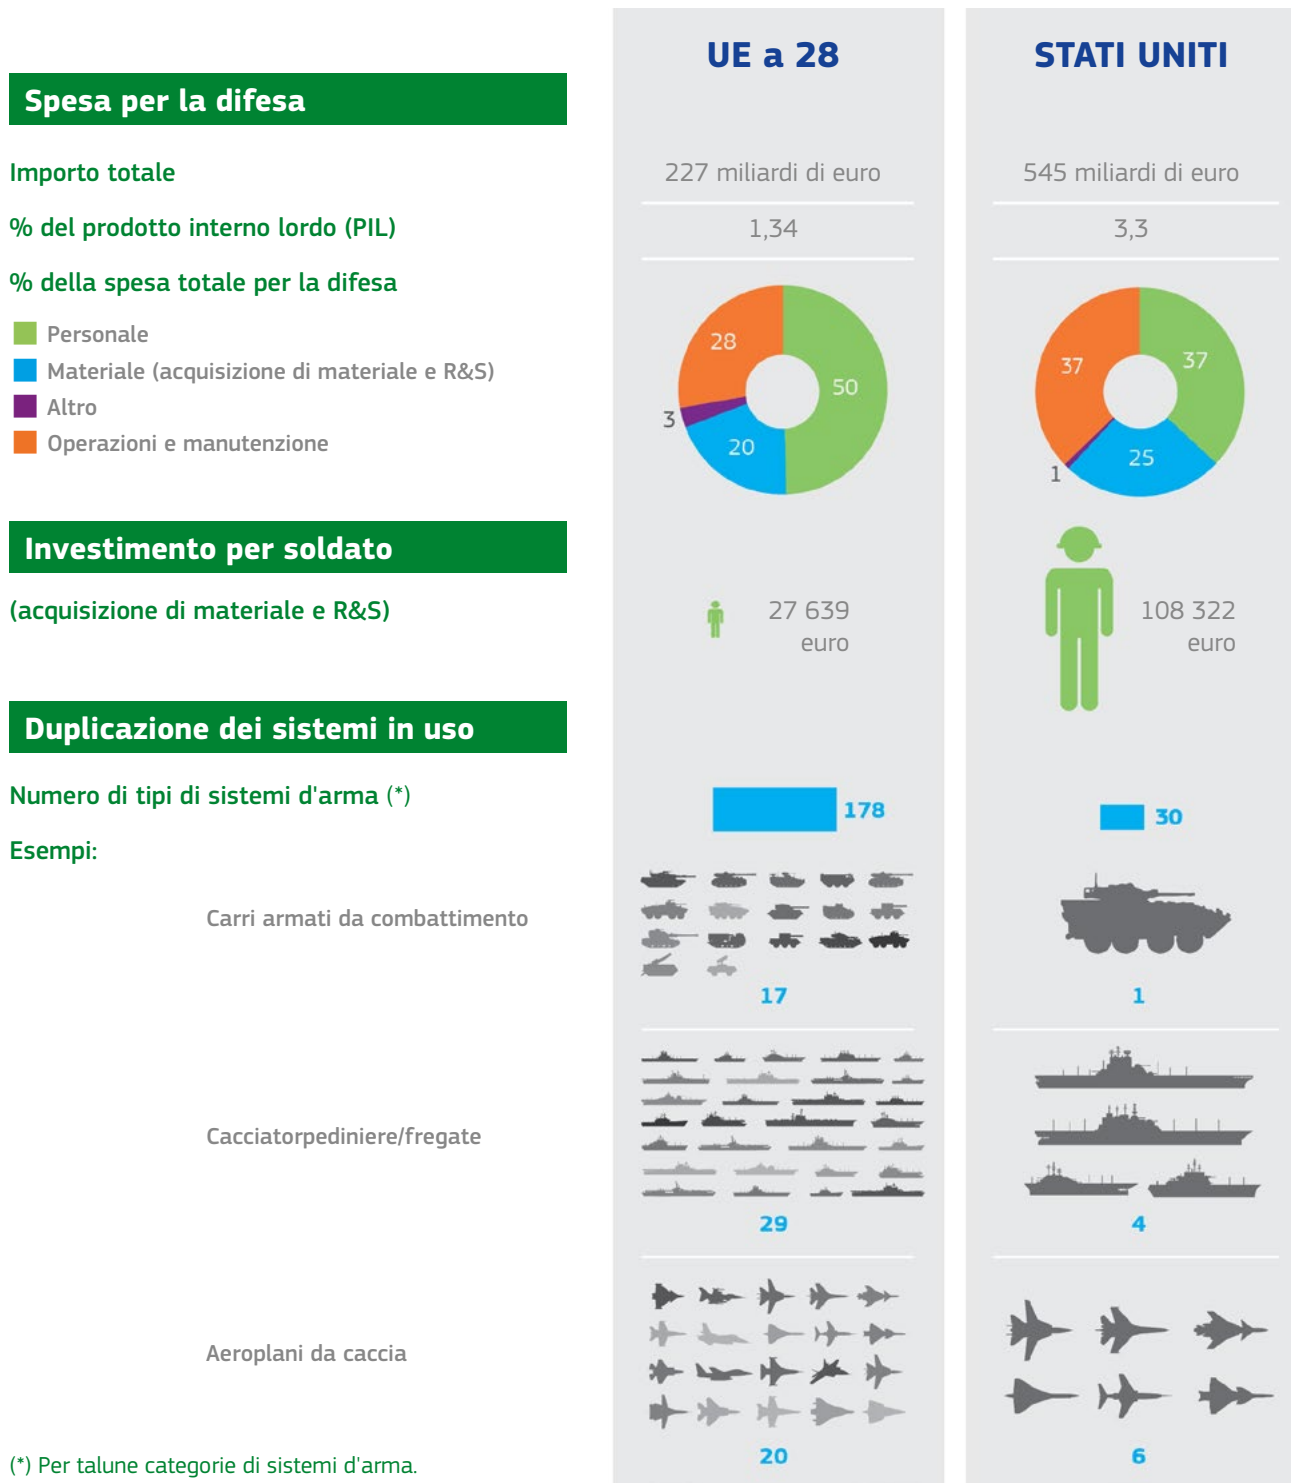 UE a 28
STATI UNITI
Spesa per la difesa
Importo totale
227 miliardi di euro
545 miliardi di euro
% del prodotto interno lordo (PIL)
1,34
3,3
% della spesa totale per la difesa
Personale
Materiale (acquisizione di materiale e R&S)
Altro
Operazioni e manutenzione
28
50
3
20
37
37
1
25
Investimento per soldato
(acquisizione di materiale e R&S)
27 639
euro
108 322
euro
Duplicazione dei sistemi in uso
Numero di tipi di sistemi d'arma (*)
178
30
Esempi:
Carri armati da combattimento
17
1
Cacciatorpediniere/fregate
29
4
Aeroplani da caccia
20
6
(*) Per talune categorie di sistemi d'arma.